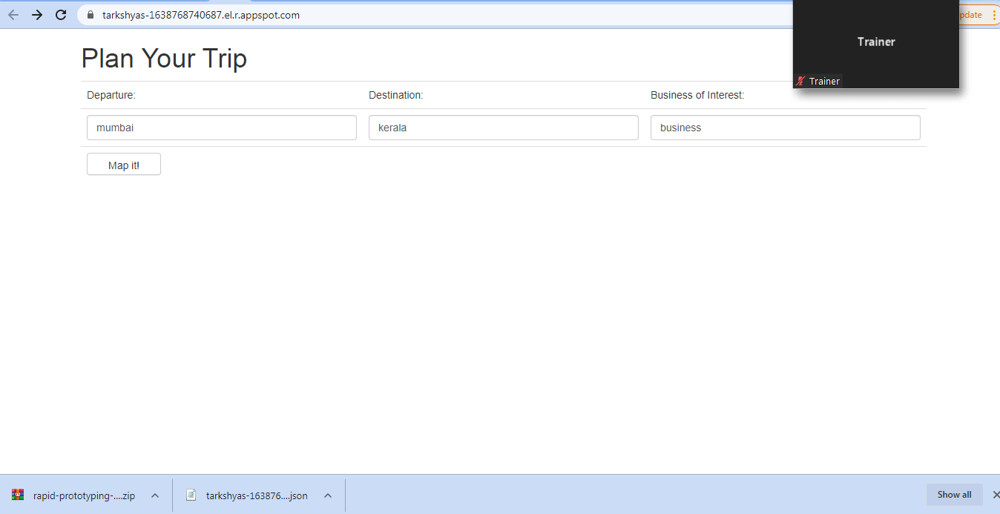 tarkshyas-1638768740687.el.r.appspot.com
pdate
Trainer
Trainer
Plan Your Trip
Departure:
Destination:
Business of Interest:
mumbai
kerala
business
Map it!
rapid-prototyping-....zip
tarkshyas-163876....json
Show all